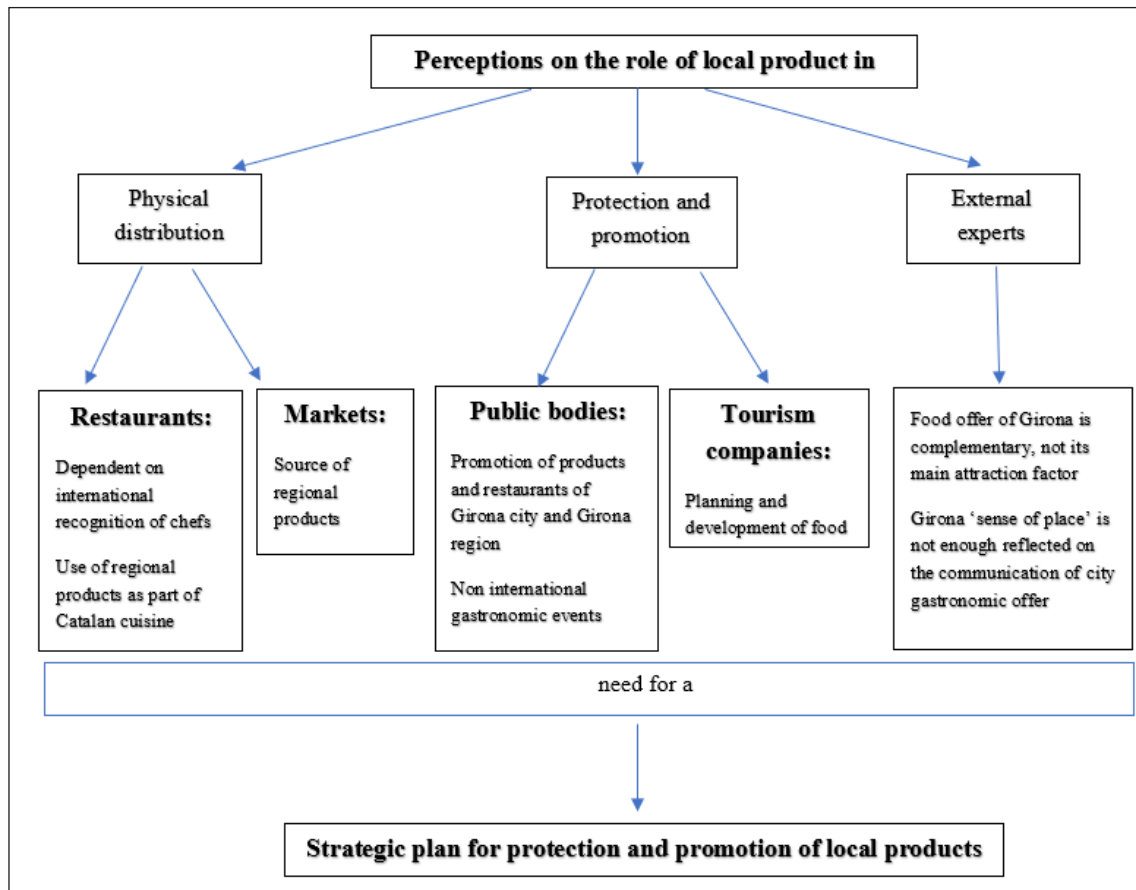 Perceptions on the role of local product in
Physical
distribution
Protection and
promotion
External
experts
Restaurants:
Dependent on
international
recognition of chefs
Use of regional
products as part of
Catalan cuisine
Markets:
Source of
regional
products
Public bodies:
Promotion of products
and restaurants of
Girona city and Girona
region
Non international
gastronomic events
Tourism
companies:
Planning and
development of food
Food offer of Girona is
complementary, not its
main attraction factor
Girona ‘sense of place’ is
not enough reflected on
the communication of city
gastronomic offer
need for a
Strategic plan for protection and promotion of local products